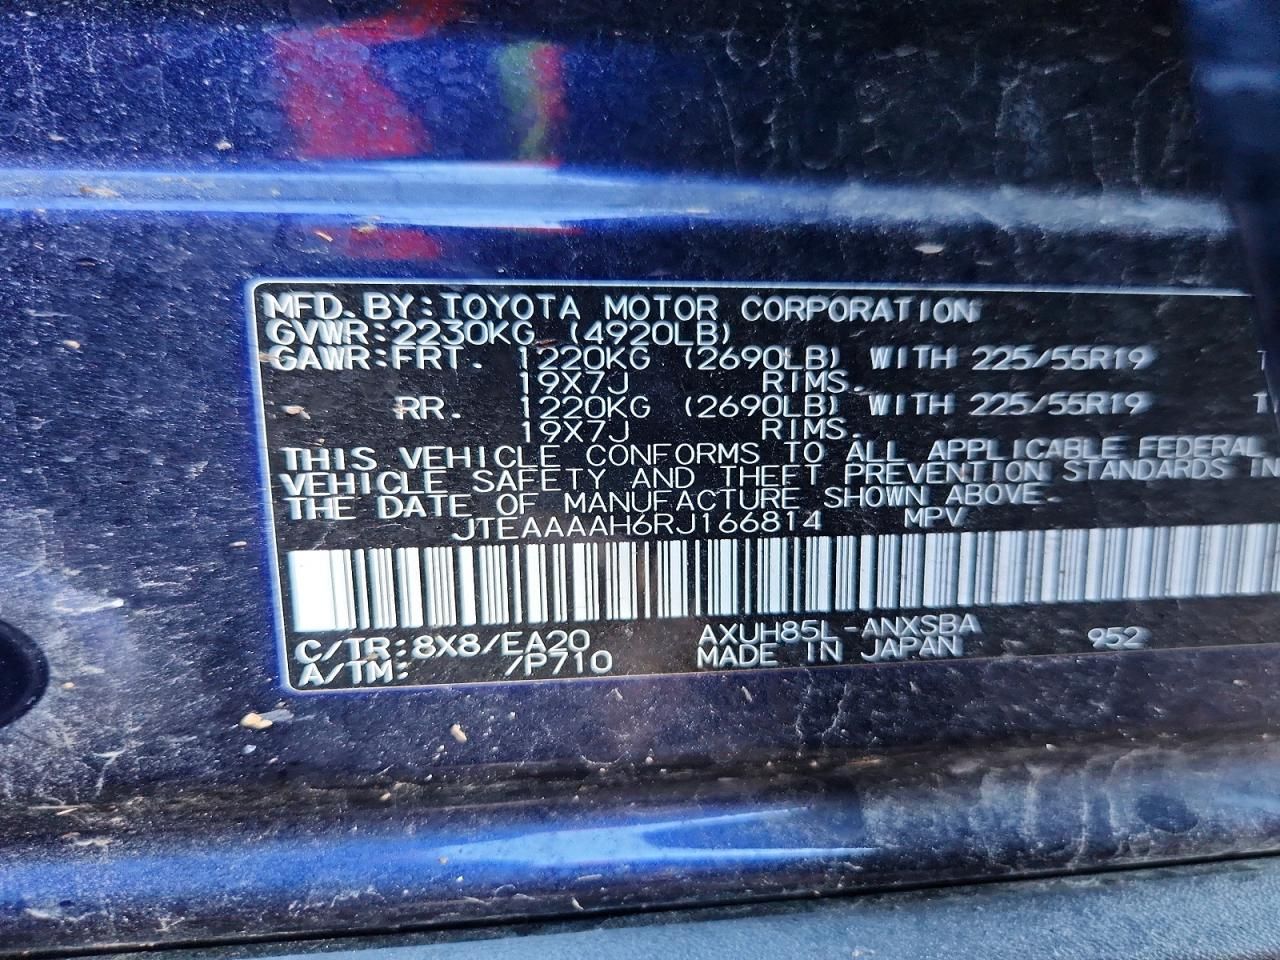 MFD. BY: TOYOTA MOTOR CORPORATION
GVWR: 2230KG (4920LB)
GAWR: FRT. 1220KG (2690LB) WITH 225/55R19
19X7J RIMS.
RR. 1220KG (2690LB) WITH 225/55R19
19X7J RIMS.
THIS VEHICLE CONFORMS TO ALL APPLICABLE FEDERAL
VEHICLE SAFETY AND THEFT PREVENTION STANDARDS IN
THE DATE OF MANUFACTURE SHOWN ABOVE.
JTEAAAAH6RJ166814 MPV
C/TR: 8X8/EA20 AXUH85L-ANXSBA 952
A/TM: /P710 MADE IN JAPAN